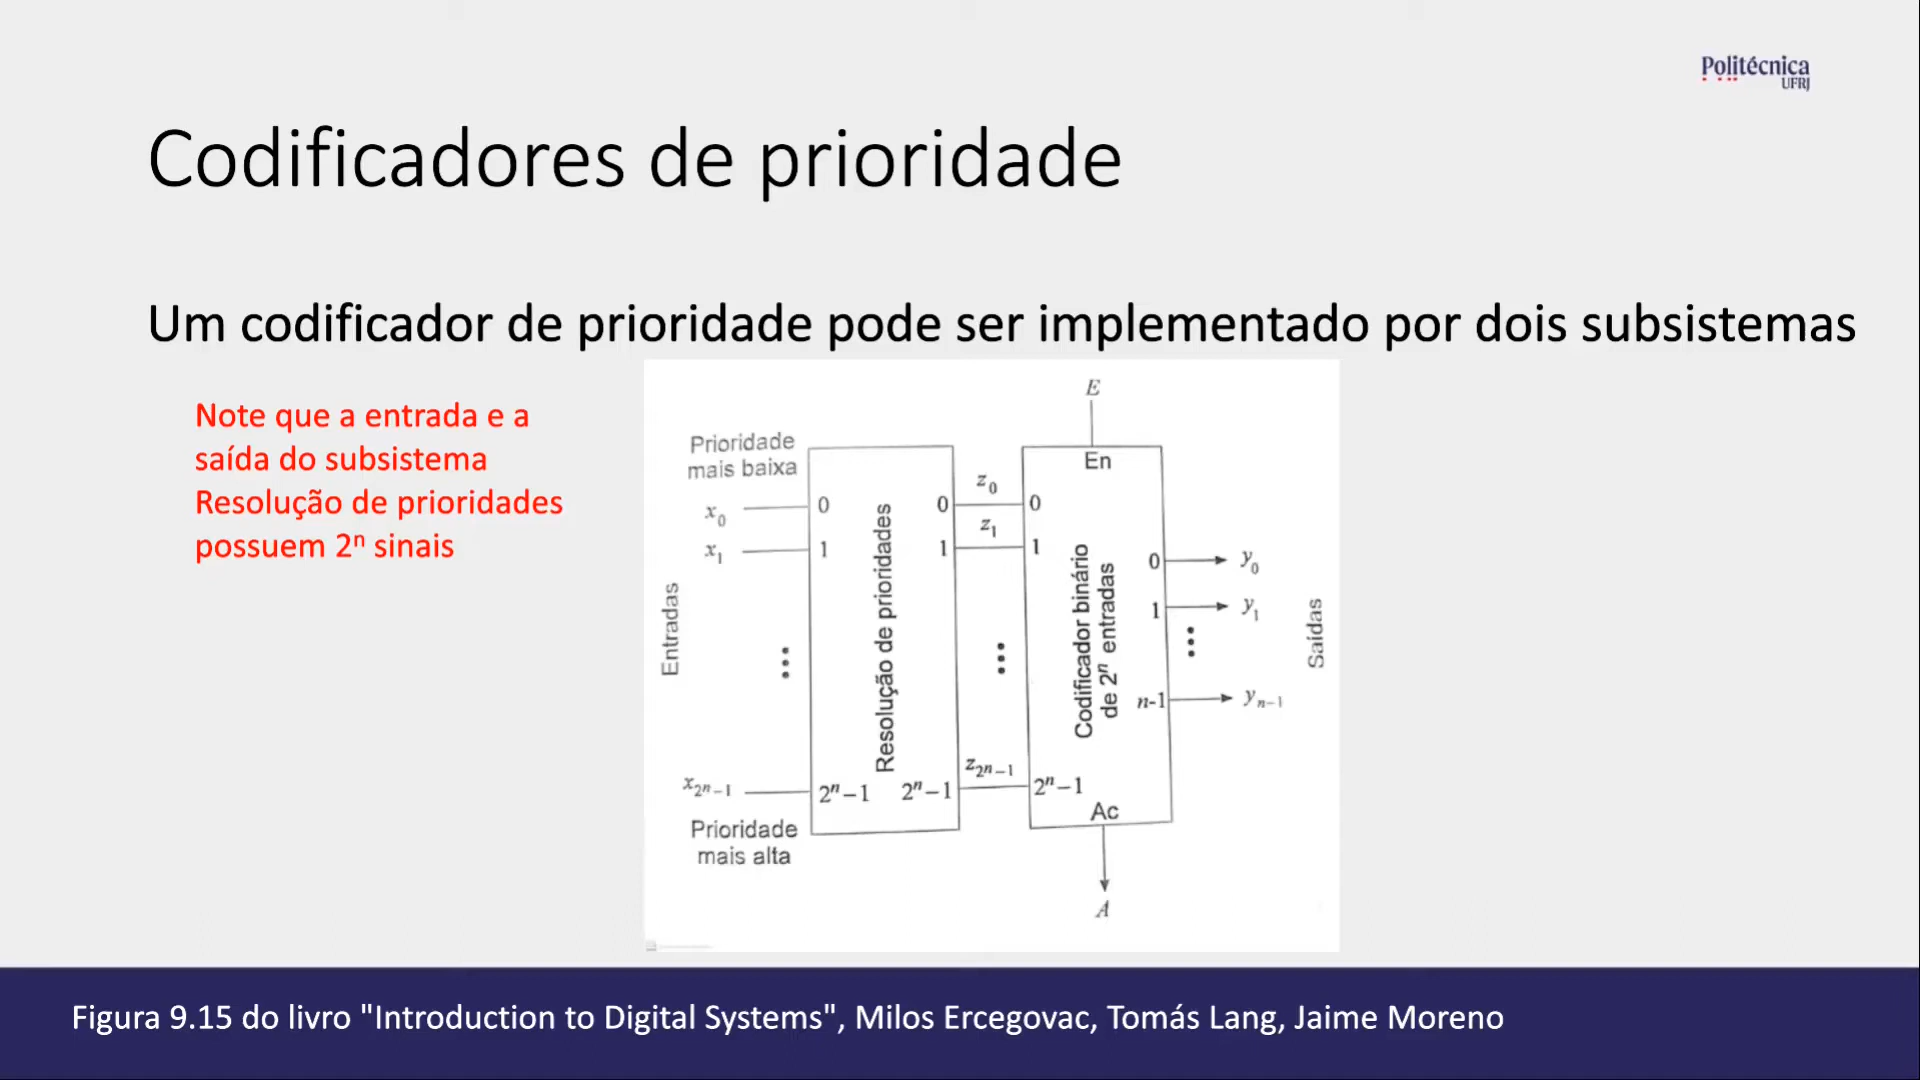 Politécnica
UFRJ
Codificadores de prioridade
Um codificador de prioridade pode ser implementado por dois subsistemas
Note que a entrada e a
saída do subsistema
Resolução de prioridades
possuem 2ⁿ sinais
E
Prioridade
mais baixa
En
x₀
0
0
z₀
0
x₁
1
1
z₁
1
Entradas
Resolução de prioridades
Codificador binário
de 2ⁿ entradas
0
y₀
1
y₁
n-1
yₙ₋₁
Saídas
x₂ⁿ₋₁
2ⁿ–1
2ⁿ–1
z₂ⁿ₋₁
2ⁿ–1
Ac
Prioridade
mais alta
A
Figura 9.15 do livro "Introduction to Digital Systems", Milos Ercegovac, Tomás Lang, Jaime Moreno